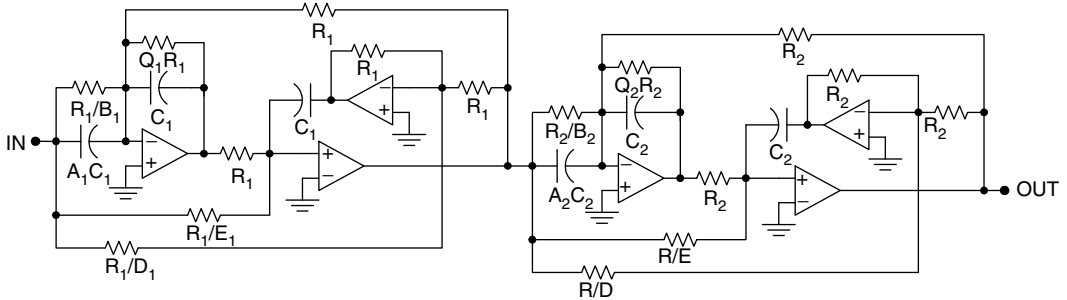 R₁
R₂
Q₁R₁
R₁
R₁/B₁
C₁
C₁
R₁
−
+
IN
A₁C₁
−
+
R₁
+
−
R₁/E₁
R₁/D₁
Q₂R₂
R₂
R₂/B₂
C₂
C₂
R₂
−
+
A₂C₂
−
+
R₂
+
−
OUT
R/E
R/D